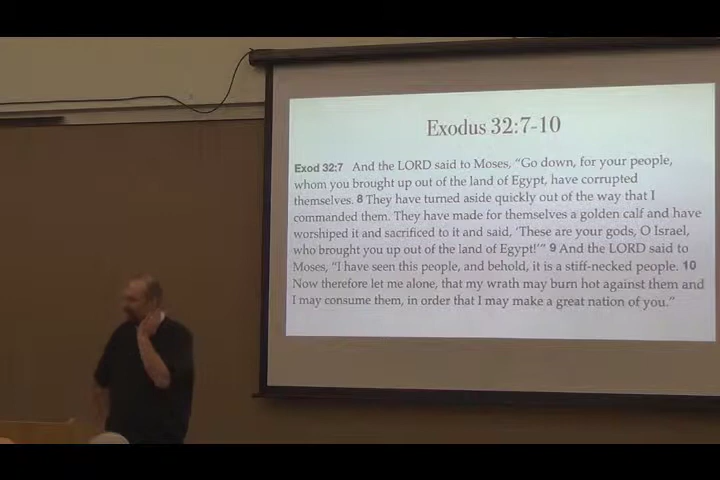 Exodus 32:7-10
Exod 32:7 And the LORD said to Moses, “Go down, for your people,
whom you brought up out of the land of Egypt, have corrupted
themselves. 8 They have turned aside quickly out of the way that I
commanded them. They have made for themselves a golden calf and have
worshiped it and sacrificed to it and said, ‘These are your gods, O Israel,
who brought you up out of the land of Egypt!’” 9 And the LORD said to
Moses, “I have seen this people, and behold, it is a stiff-necked people. 10
Now therefore let me alone, that my wrath may burn hot against them and
I may consume them, in order that I may make a great nation of you.”